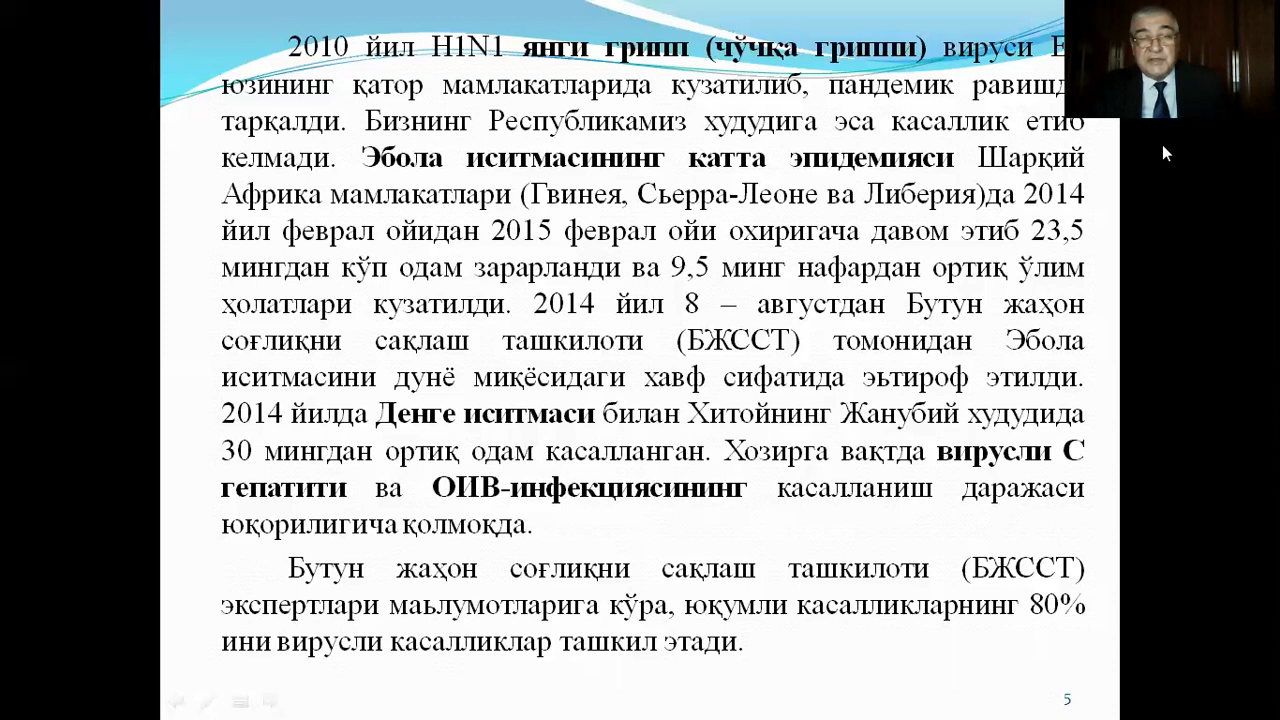 2010 йил H1N1 янги грипп (чўчқа гриппи) вируси Е
юзининг қатор мамлакатларида кузатилиб, пандемик равишд
тарқалди. Бизнинг Республикамиз худудига эса касаллик етиб
келмади. Эбола иситмасининг катта эпидемияси Шарқий
Африка мамлакатлари (Гвинея, Сьерра-Леоне ва Либерия)да 2014
йил феврал ойидан 2015 феврал ойи охиригача давом этиб 23,5
мингдан кўп одам зарарланди ва 9,5 минг нафардан ортиқ ўлим
ҳолатлари кузатилди. 2014 йил 8 – августдан Бутун жаҳон
соғлиқни сақлаш ташкилоти (БЖССТ) томонидан Эбола
иситмасини дунё миқёсидаги хавф сифатида эьтироф этилди.
2014 йилда Денге иситмаси билан Хитойнинг Жанубий худудида
30 мингдан ортиқ одам касалланган. Хозирга вақтда вирусли С
гепатити ва ОИВ-инфекциясининг касалланиш даражаси
юқорилигича қолмоқда.
Бутун жаҳон соғлиқни сақлаш ташкилоти (БЖССТ)
экспертлари маьлумотларига кўра, юқумли касалликларнинг 80%
ини вирусли касалликлар ташкил этади.
5